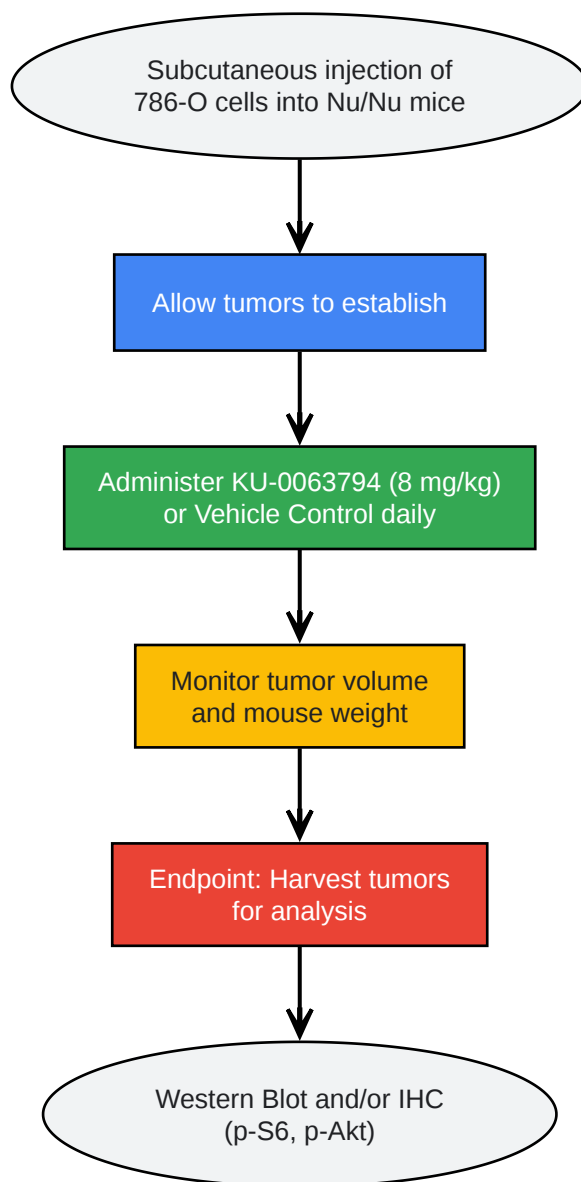 Subcutaneous injection of
786-O cells into Nu/Nu mice
Allow tumors to establish
Administer KU-0063794 (8 mg/kg)
or Vehicle Control daily
Monitor tumor volume
and mouse weight
Endpoint: Harvest tumors
for analysis
Western Blot and/or IHC
(p-S6, p-Akt)